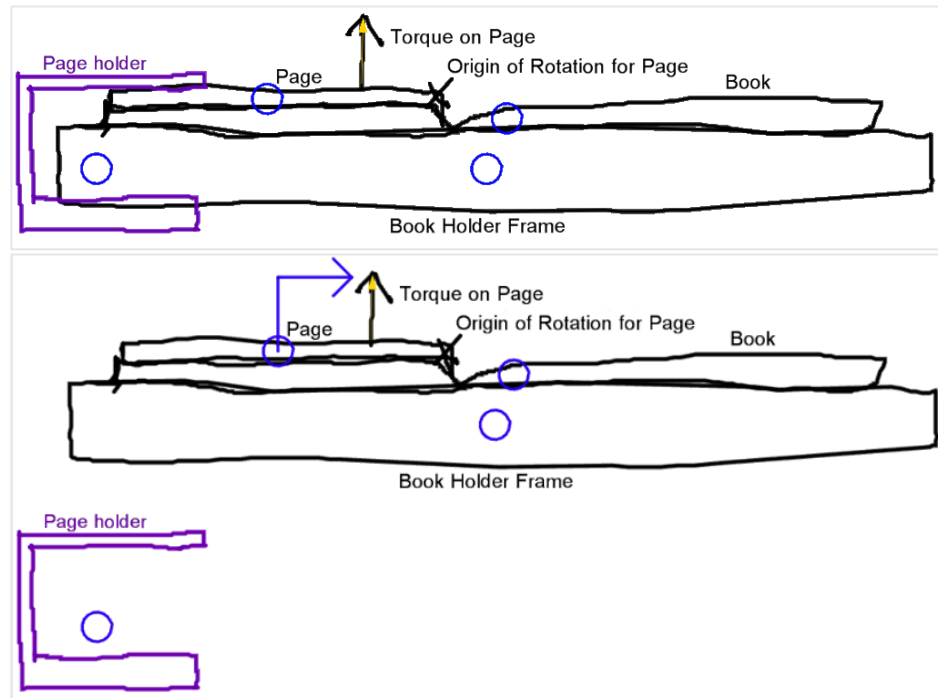 Torque on Page
Page holder
Page
Origin of Rotation for Page
Book
Book Holder Frame
Torque on Page
Page
Origin of Rotation for Page
Book
Book Holder Frame
Page holder